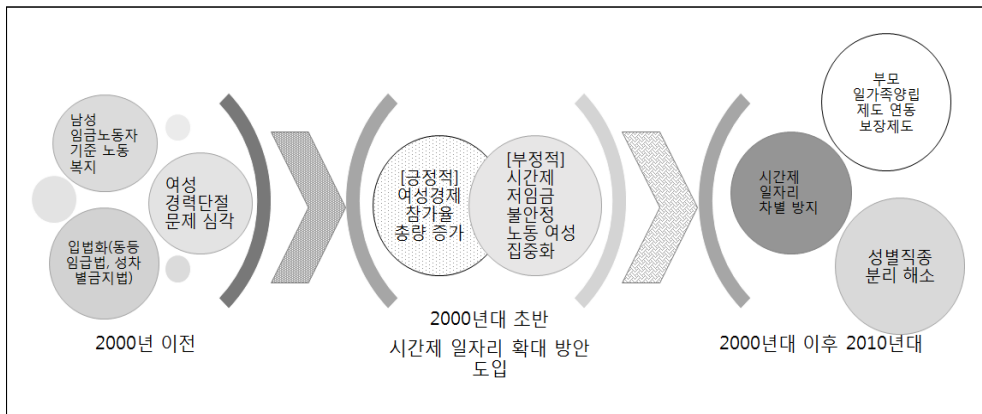 남성
임금노동자
기준 노동
복지
여성
경력단절
문제 심각
입법화(동등
임급법, 성차
별금지법)
2000년 이전
[긍정적]
여성경제
참가율
총량 증가
[부정적]
시간제
저임금
불안정
노동 여성
집중화
2000년대 초반
시간제 일자리 확대 방안
도입
부모
일가족양립
제도 연동
보장제도
시간제
일자리
차별 방지
성별직종
분리 해소
2000년대 이후 2010년대